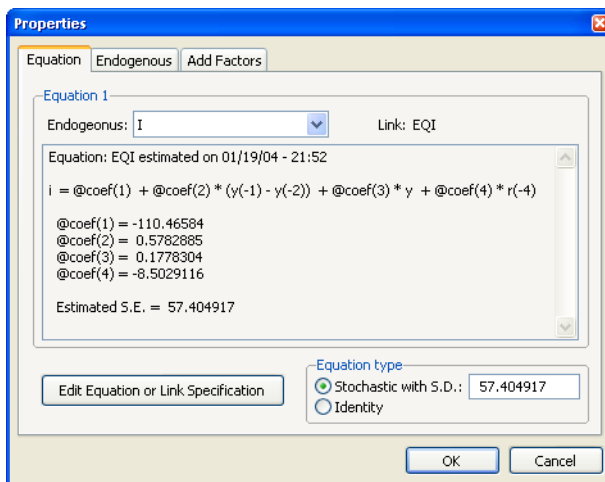 Properties
Equation Endogenous Add Factors
Equation 1
Endogeonus: I Link: EQI
Equation: EQI estimated on 01/19/04 - 21:52
i = @coef(1) + @coef(2) * (y(-1) - y(-2)) + @coef(3) * y + @coef(4) * r(-4)
@coef(1) = -110.46584
@coef(2) = 0.5782885
@coef(3) = 0.1778304
@coef(4) = -8.5029116
Estimated S.E. = 57.404917
Equation type
Edit Equation or Link Specification
Stochastic with S.D.: 57.404917
Identity
OK Cancel